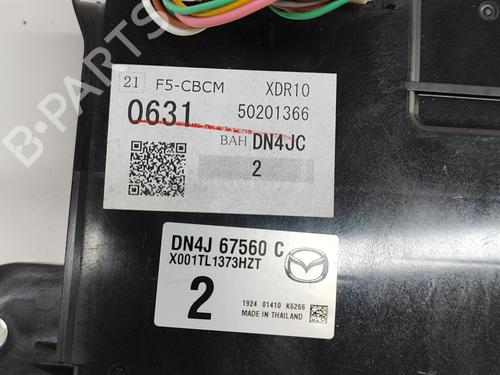 21 F5-CBCM XDR10
0631 50201366
BAH DN4JC
2
DN4J 67560 C
X001TL1373HZT
2
1924 01410 K6266
MADE IN THAILAND
B-PARTS